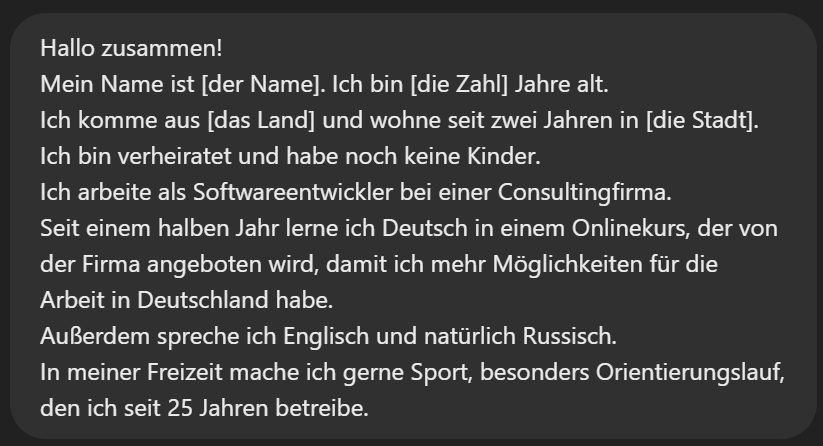 Hallo zusammen!
Mein Name ist [der Name]. Ich bin [die Zahl] Jahre alt.
Ich komme aus [das Land] und wohne seit zwei Jahren in [die Stadt].
Ich bin verheiratet und habe noch keine Kinder.
Ich arbeite als Softwareentwickler bei einer Consultingfirma.
Seit einem halben Jahr lerne ich Deutsch in einem Onlinekurs, der von
der Firma angeboten wird, damit ich mehr Möglichkeiten für die
Arbeit in Deutschland habe.
Außerdem spreche ich Englisch und natürlich Russisch.
In meiner Freizeit mache ich gerne Sport, besonders Orientierungslauf,
den ich seit 25 Jahren betreibe.